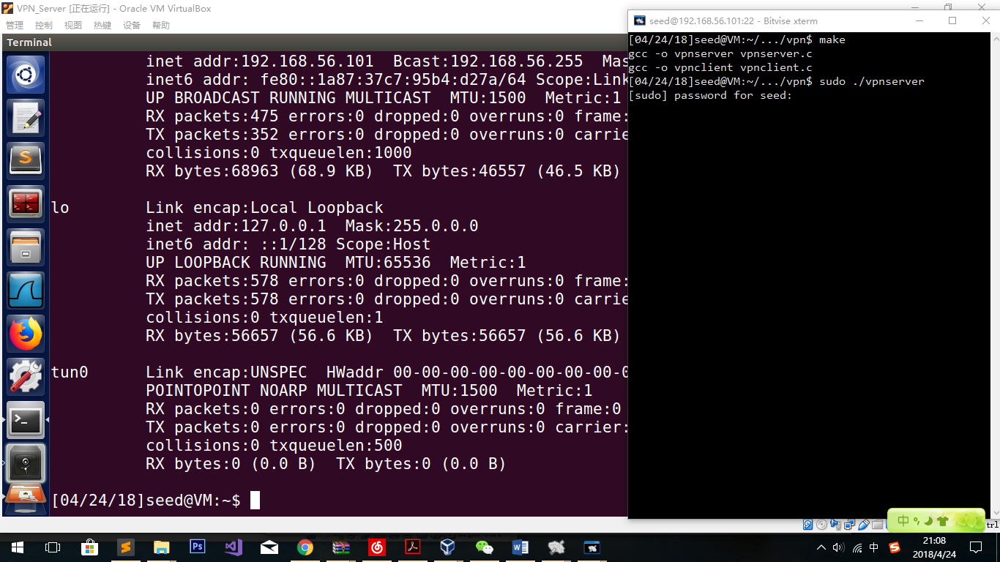 VPN_Server [正在运行] - Oracle VM VirtualBox
管理 控制 视图 热键 设备 帮助
Terminal
inet addr:192.168.56.101  Bcast:192.168.56.255  Mas
inet6 addr: fe80::1a87:37c7:95b4:d27a/64 Scope:Link
UP BROADCAST RUNNING MULTICAST  MTU:1500  Metric:1
RX packets:475 errors:0 dropped:0 overruns:0 frame:
TX packets:352 errors:0 dropped:0 overruns:0 carrie
collisions:0 txqueuelen:1000
RX bytes:68963 (68.9 KB)  TX bytes:46557 (46.5 KB)
lo        Link encap:Local Loopback
inet addr:127.0.0.1  Mask:255.0.0.0
inet6 addr: ::1/128 Scope:Host
UP LOOPBACK RUNNING  MTU:65536  Metric:1
RX packets:578 errors:0 dropped:0 overruns:0 frame:
TX packets:578 errors:0 dropped:0 overruns:0 carrie
collisions:0 txqueuelen:1
RX bytes:56657 (56.6 KB)  TX bytes:56657 (56.6 KB)
tun0      Link encap:UNSPEC  HWaddr 00-00-00-00-00-00-00-0
POINTOPOINT NOARP MULTICAST  MTU:1500  Metric:1
RX packets:0 errors:0 dropped:0 overruns:0 frame:0
TX packets:0 errors:0 dropped:0 overruns:0 carrier:
collisions:0 txqueuelen:500
RX bytes:0 (0.0 B)  TX bytes:0 (0.0 B)
[04/24/18]seed@VM:~$
seed@192.168.56.101:22 - Bitvise xterm
[04/24/18]seed@VM:~/.../vpn$ make
gcc -o vpnserver vpnserver.c
gcc -o vpnclient vpnclient.c
[04/24/18]seed@VM:~/.../vpn$ sudo ./vpnserver
[sudo] password for seed:
中
trl
Ps
W
中
S
21:08
2018/4/24